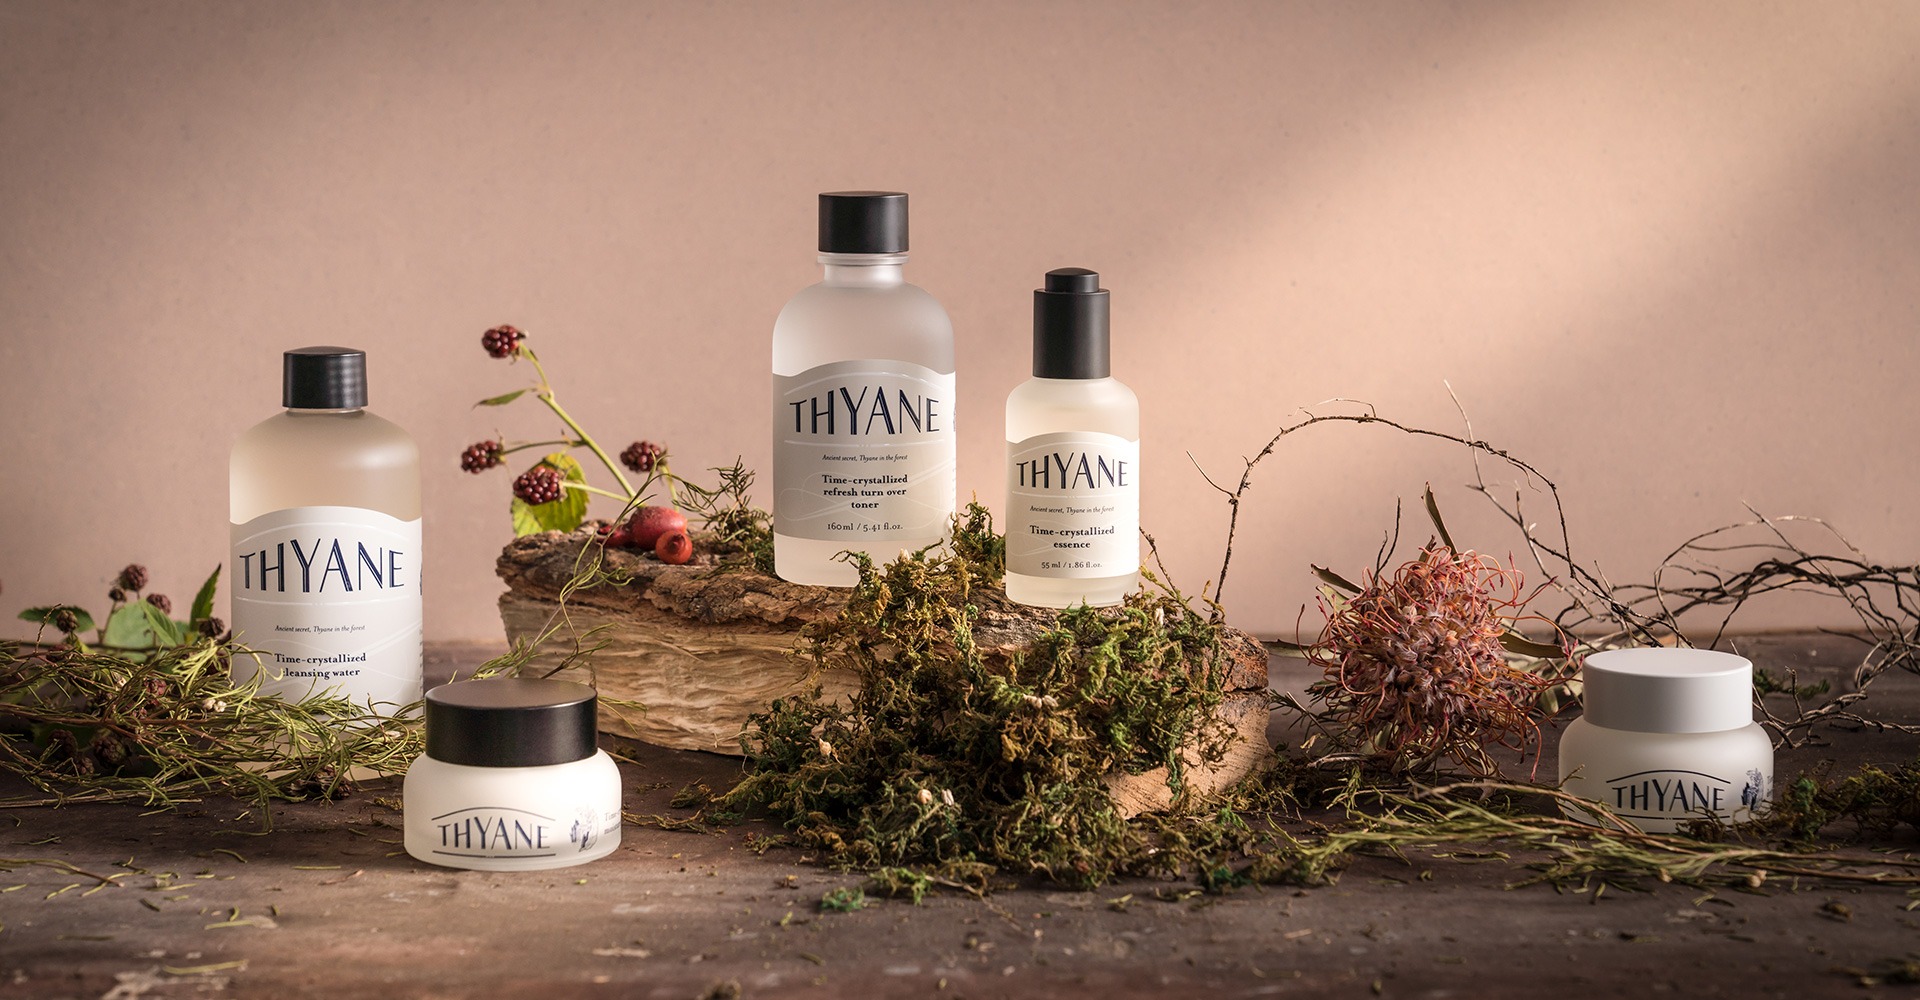 THYANE
Ancient secret, Thyane in the forest
Time-crystallized
cleansing water
THYANE
THYANE
Ancient secret, Thyane in the forest
Time-crystallized
refresh turn over
toner
160ml / 5.41 fl.oz.
THYANE
Ancient secret, Thyane in the forest
Time-crystallized
essence
55 ml / 1.86 fl.oz.
THYANE